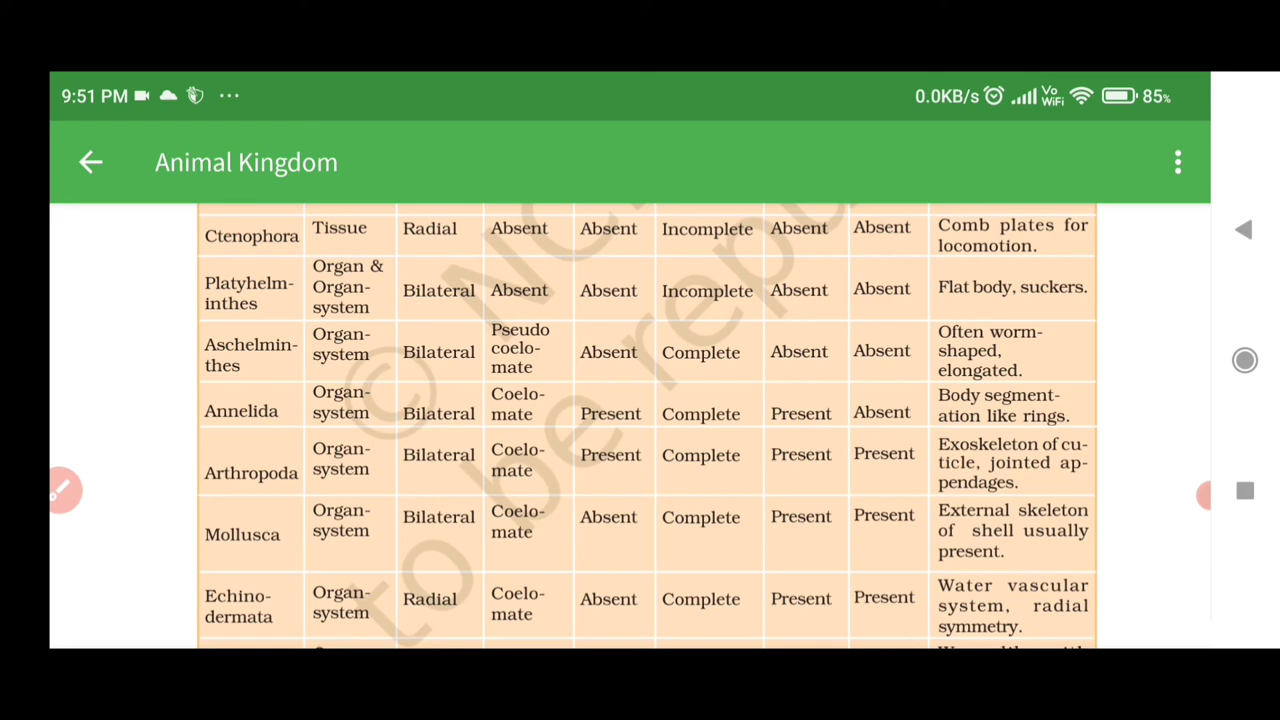 9:51 PM ...
0.0KB/s Vo WiFi 85%
Animal Kingdom
Ctenophora Tissue Radial Absent Absent Incomplete Absent Absent Comb plates for
locomotion.
Platyhelm-
inthes
Organ &
Organ-
system
Bilateral Absent Absent Incomplete Absent Absent Flat body, suckers.
Aschelmin-
thes
Organ-
system
Bilateral
Pseudo
coelo-
mate
Absent Complete Absent Absent
Often worm-
shaped,
elongated.
Annelida
Organ-
system
Bilateral
Coelo-
mate
Present Complete Present Absent
Body segment-
ation like rings.
Arthropoda
Organ-
system
Bilateral
Coelo-
mate
Present Complete Present Present
Exoskeleton of cu-
ticle, jointed ap-
pendages.
Mollusca
Organ-
system
Bilateral
Coelo-
mate
Absent Complete Present Present
External skeleton
of shell usually
present.
Echino-
dermata
Organ-
system
Radial
Coelo-
mate
Absent Complete Present Present
Water vascular
system, radial
symmetry.
© NC
to be repu